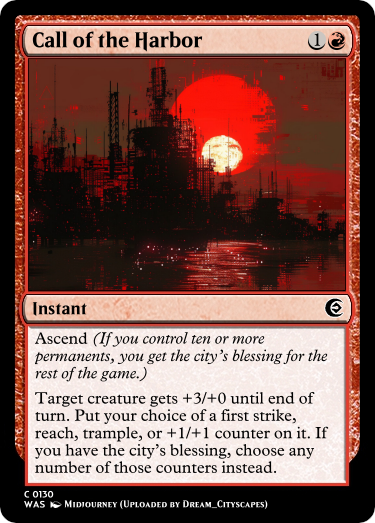 Call of the Harbor 1
Instant
Ascend (If you control ten or more
permanents, you get the city's blessing for the
rest of the game.)
Target creature gets +3/+0 until end of
turn. Put your choice of a first strike,
reach, trample, or +1/+1 counter on it. If
you have the city's blessing, choose any
number of those counters instead.
C 0130
WAS Midjourney (Uploaded by Dream_Cityscapes)